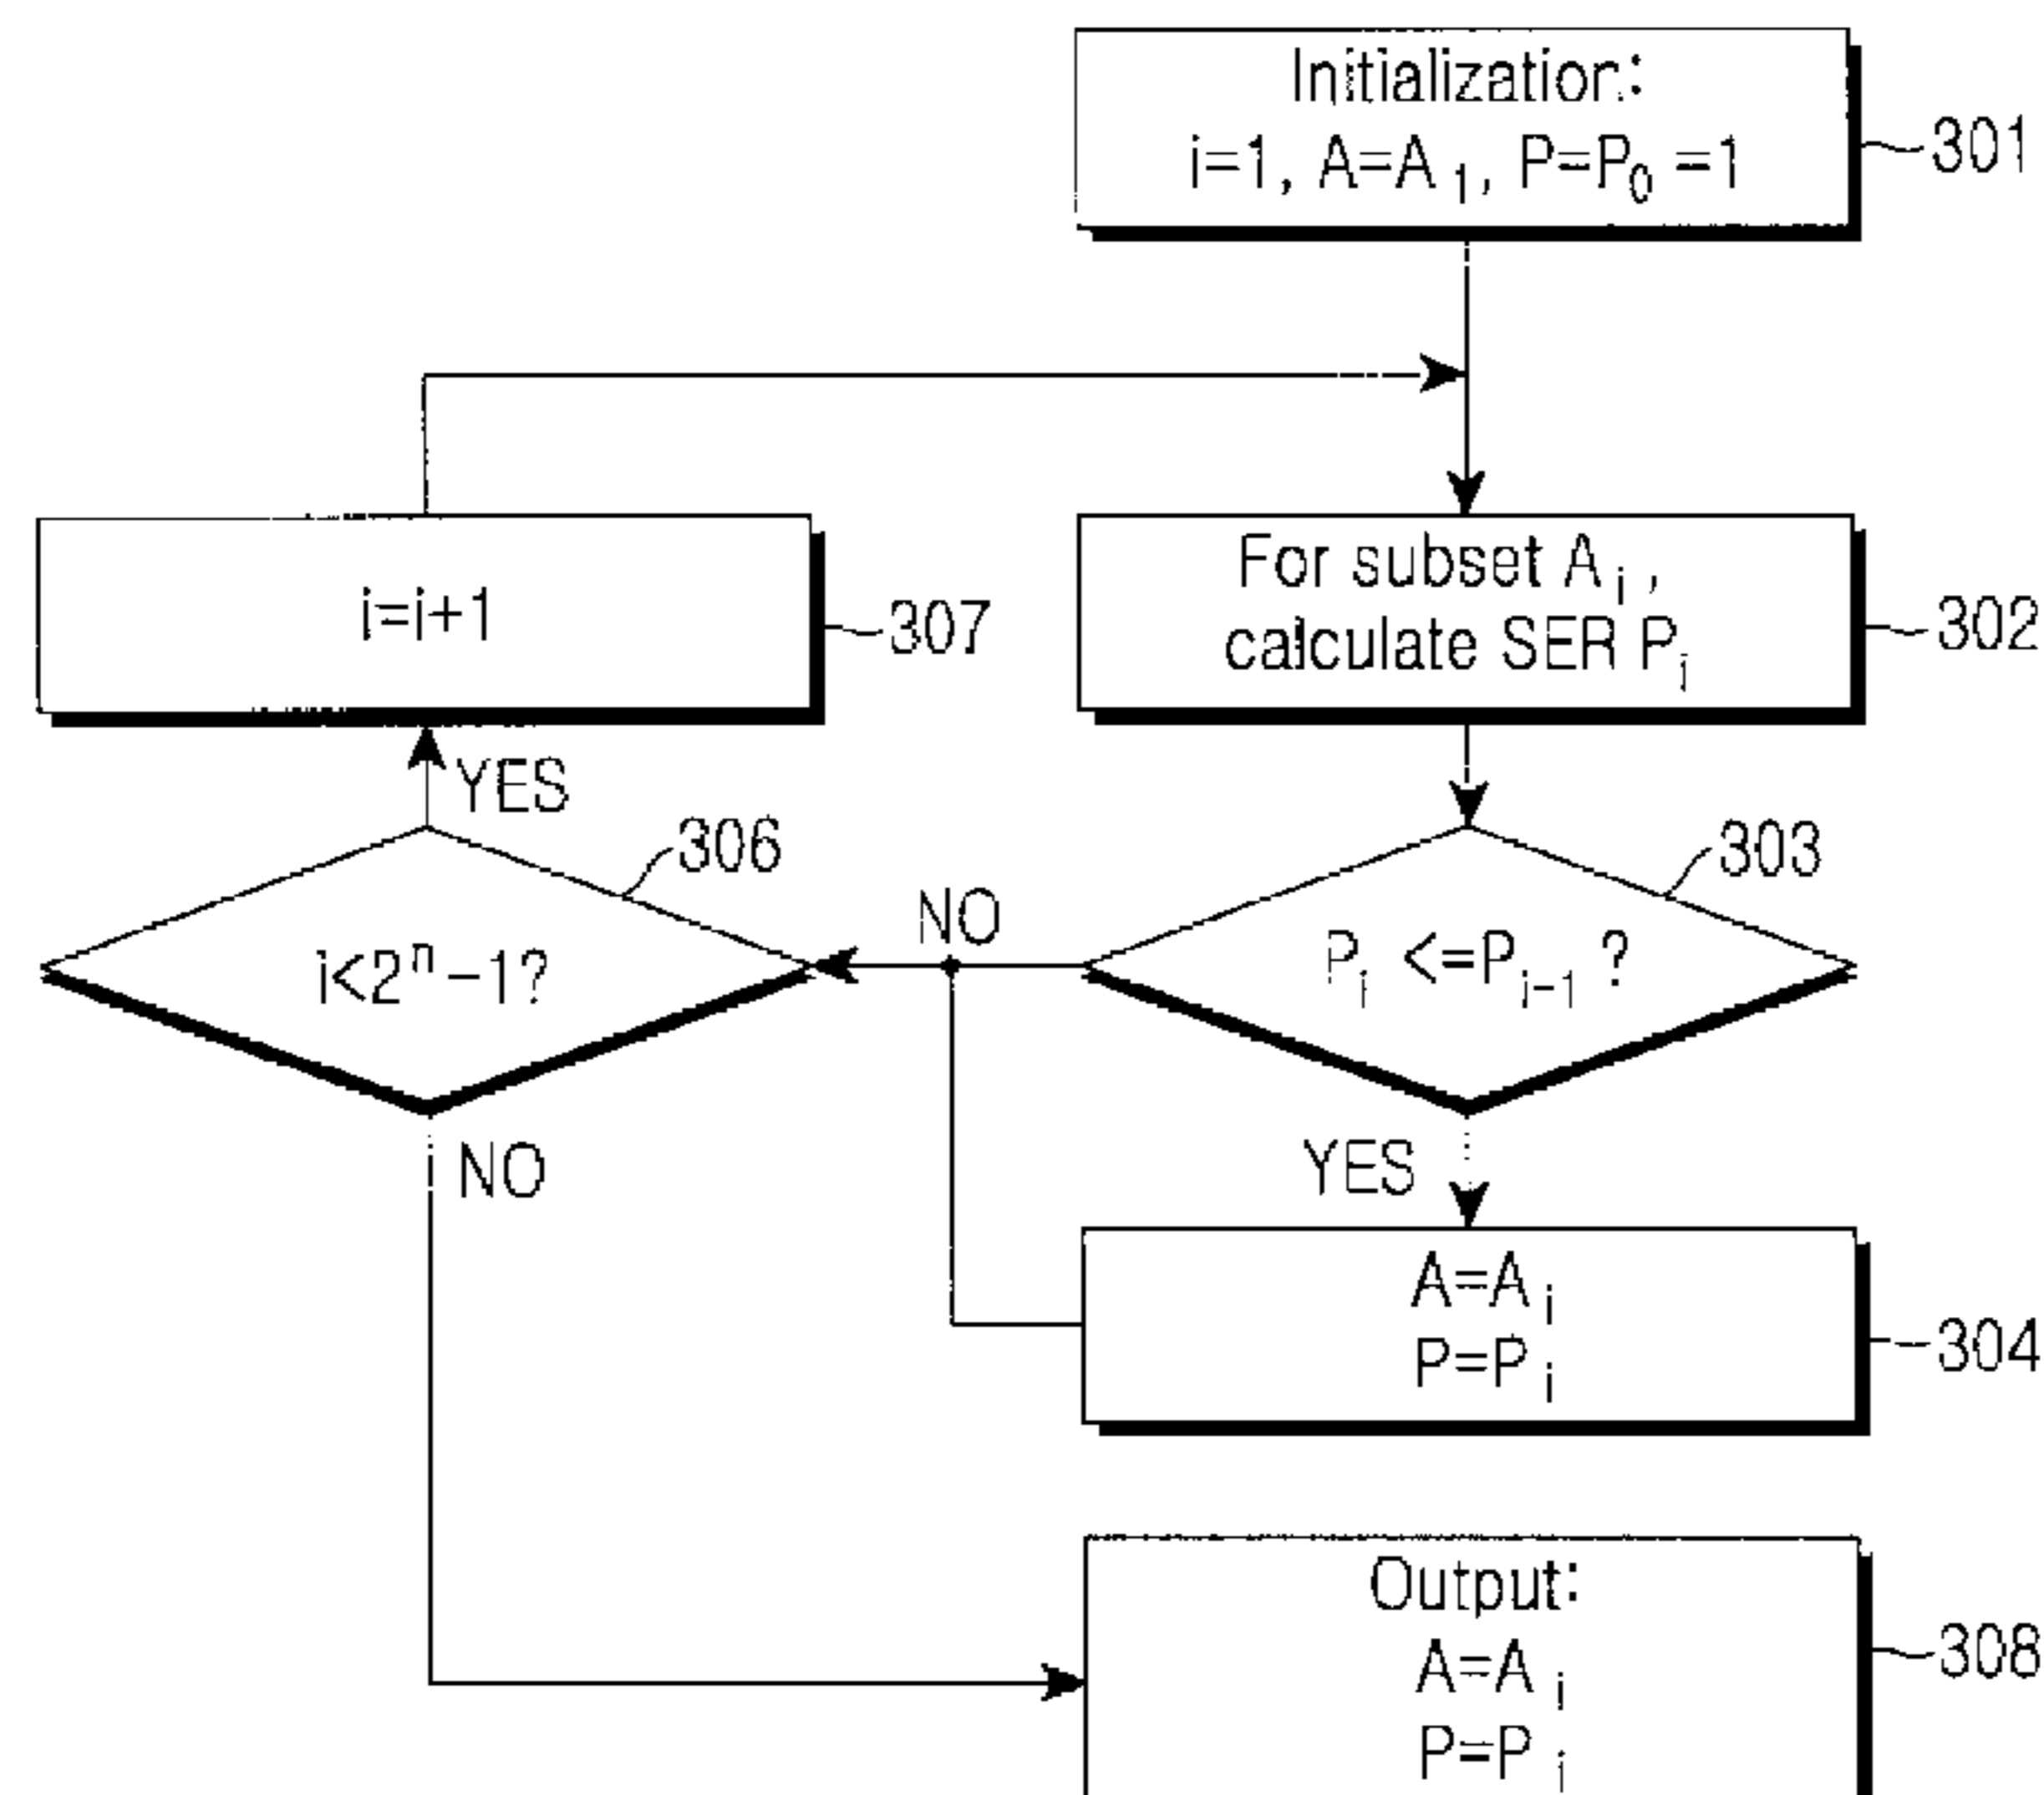 Initialization:
i=1, A=A₁, P=P₀=1
301
For subset Aᵢ,
calculate SER Pᵢ
302
i=i+1
307
YES
306
i<2ⁿ-1?
NO
303
Pᵢ <=Pᵢ₋₁ ?
NO
YES
A=Aᵢ
P=Pᵢ
304
Output:
A=Aᵢ
P=Pᵢ
308